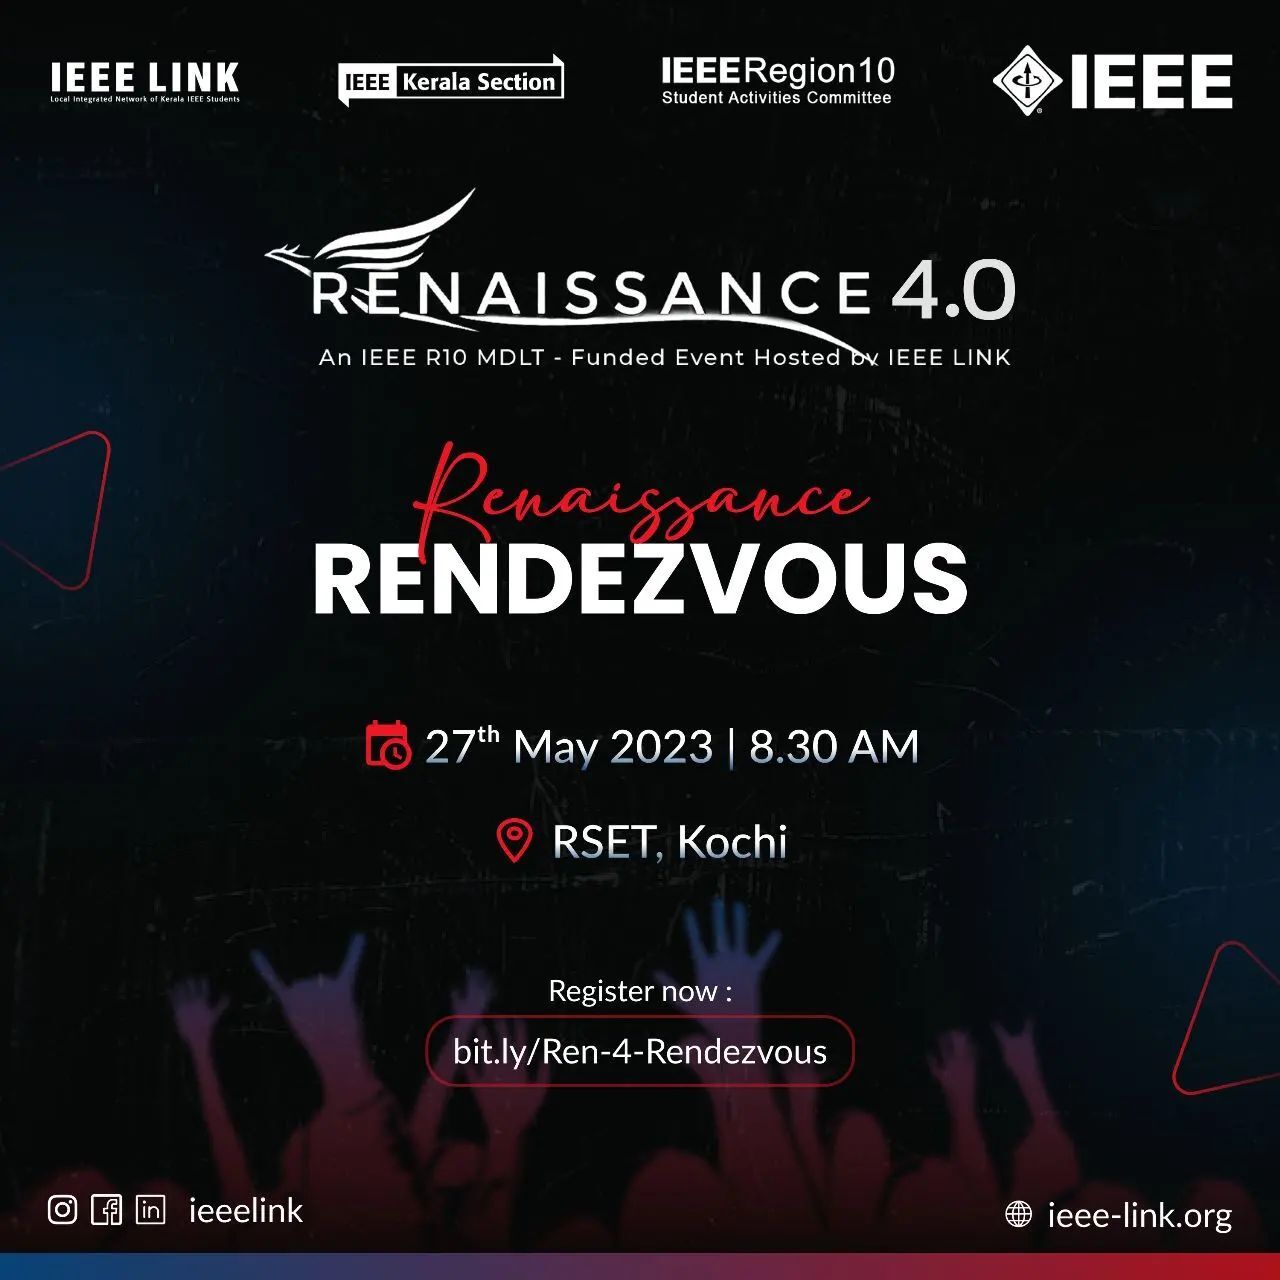 IEEE LINK
Local Integrated Network of Kerala IEEE Students
IEEE Kerala Section
IEEE Region10
Student Activities Committee
IEEE
RENAISSANCE 4.0
An IEEE R10 MDLT - Funded Event Hosted by IEEE LINK
Renaissance
RENDEZVOUS
27th May 2023 | 8.30 AM
RSET, Kochi
Register now :
bit.ly/Ren-4-Rendezvous
ieeelink
ieee-link.org